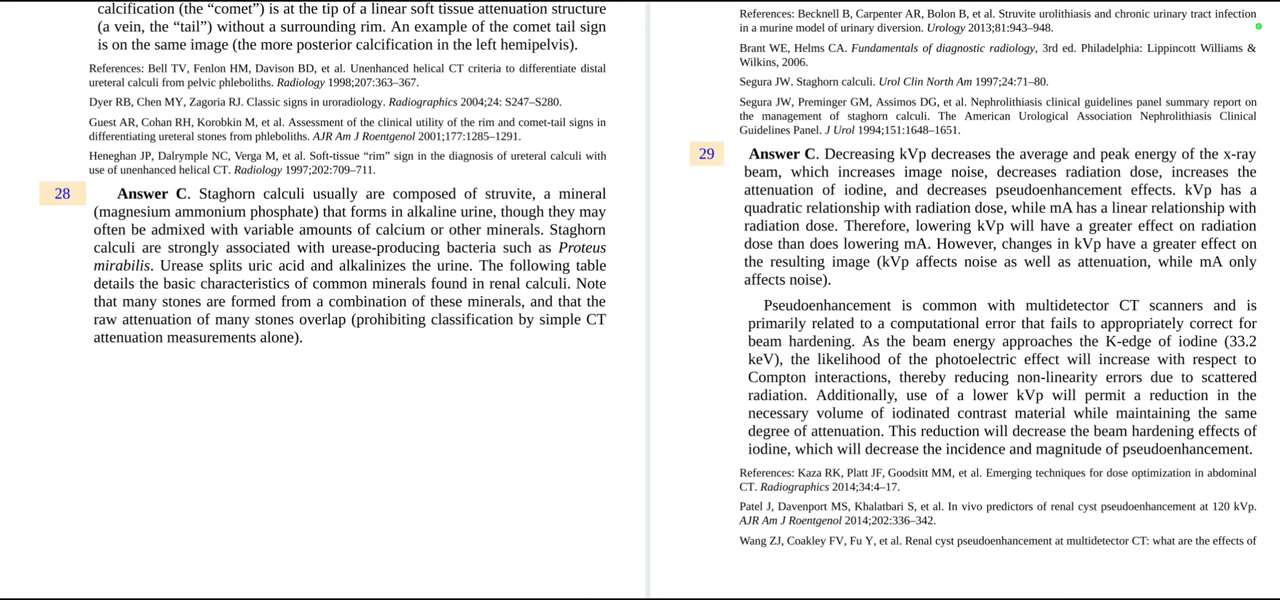 calcification (the “comet”) is at the tip of a linear soft tissue attenuation structure
(a vein, the “tail”) without a surrounding rim. An example of the comet tail sign
is on the same image (the more posterior calcification in the left hemipelvis).
References: Bell TV, Fenlon HM, Davison BD, et al. Unenhanced helical CT criteria to differentiate distal
ureteral calculi from pelvic phleboliths. Radiology 1998;207:363–367.
Dyer RB, Chen MY, Zagoria RJ. Classic signs in uroradiology. Radiographics 2004;24: S247–S280.
Guest AR, Cohan RH, Korobkin M, et al. Assessment of the clinical utility of the rim and comet-tail signs in
differentiating ureteral stones from phleboliths. AJR Am J Roentgenol 2001;177:1285–1291.
Heneghan JP, Dalrymple NC, Verga M, et al. Soft-tissue “rim” sign in the diagnosis of ureteral calculi with
use of unenhanced helical CT. Radiology 1997;202:709–711.
28 Answer C. Staghorn calculi usually are composed of struvite, a mineral
(magnesium ammonium phosphate) that forms in alkaline urine, though they may
often be admixed with variable amounts of calcium or other minerals. Staghorn
calculi are strongly associated with urease-producing bacteria such as Proteus
mirabilis. Urease splits uric acid and alkalinizes the urine. The following table
details the basic characteristics of common minerals found in renal calculi. Note
that many stones are formed from a combination of these minerals, and that the
raw attenuation of many stones overlap (prohibiting classification by simple CT
attenuation measurements alone).
References: Becknell B, Carpenter AR, Bolon B, et al. Struvite urolithiasis and chronic urinary tract infection
in a murine model of urinary diversion. Urology 2013;81:943–948.
Brant WE, Helms CA. Fundamentals of diagnostic radiology, 3rd ed. Philadelphia: Lippincott Williams &
Wilkins, 2006.
Segura JW. Staghorn calculi. Urol Clin North Am 1997;24:71–80.
Segura JW, Preminger GM, Assimos DG, et al. Nephrolithiasis clinical guidelines panel summary report on
the management of staghorn calculi. The American Urological Association Nephrolithiasis Clinical
Guidelines Panel. J Urol 1994;151:1648–1651.
29 Answer C. Decreasing kVp decreases the average and peak energy of the x-ray
beam, which increases image noise, decreases radiation dose, increases the
attenuation of iodine, and decreases pseudoenhancement effects. kVp has a
quadratic relationship with radiation dose, while mA has a linear relationship with
radiation dose. Therefore, lowering kVp will have a greater effect on radiation
dose than does lowering mA. However, changes in kVp have a greater effect on
the resulting image (kVp affects noise as well as attenuation, while mA only
affects noise).
Pseudoenhancement is common with multidetector CT scanners and is
primarily related to a computational error that fails to appropriately correct for
beam hardening. As the beam energy approaches the K-edge of iodine (33.2
keV), the likelihood of the photoelectric effect will increase with respect to
Compton interactions, thereby reducing non-linearity errors due to scattered
radiation. Additionally, use of a lower kVp will permit a reduction in the
necessary volume of iodinated contrast material while maintaining the same
degree of attenuation. This reduction will decrease the beam hardening effects of
iodine, which will decrease the incidence and magnitude of pseudoenhancement.
References: Kaza RK, Platt JF, Goodsitt MM, et al. Emerging techniques for dose optimization in abdominal
CT. Radiographics 2014;34:4–17.
Patel J, Davenport MS, Khalatbari S, et al. In vivo predictors of renal cyst pseudoenhancement at 120 kVp.
AJR Am J Roentgenol 2014;202:336–342.
Wang ZJ, Coakley FV, Fu Y, et al. Renal cyst pseudoenhancement at multidetector CT: what are the effects of